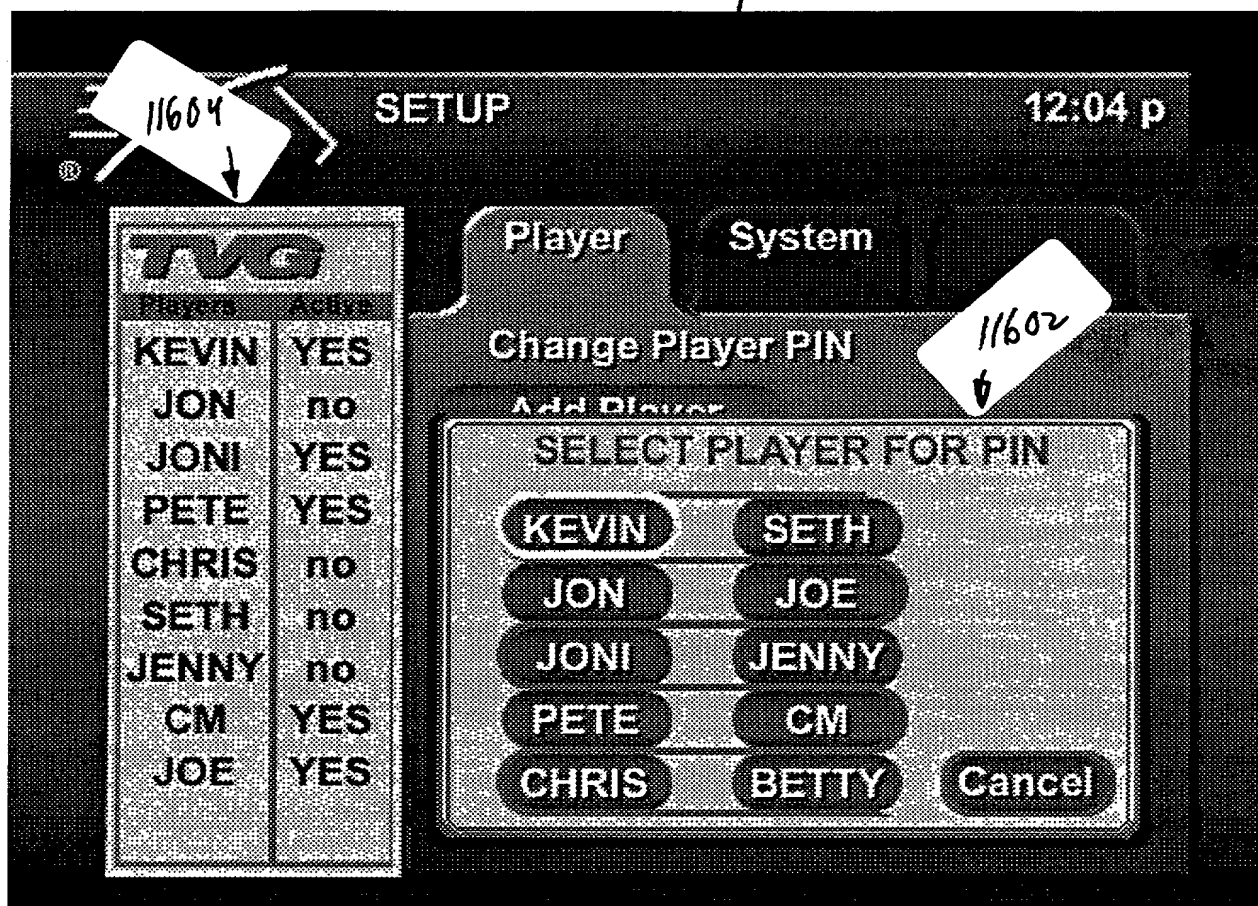 11604
SETUP
12:04 p
®
TVG
Players Active
KEVIN YES
JON no
JONI YES
PETE YES
CHRIS no
SETH no
JENNY no
CM YES
JOE YES
Player
System
11602
Change Player PIN
Add Player
SELECT PLAYER FOR PIN
KEVIN SETH
JON JOE
JONI JENNY
PETE CM
CHRIS BETTY
Cancel